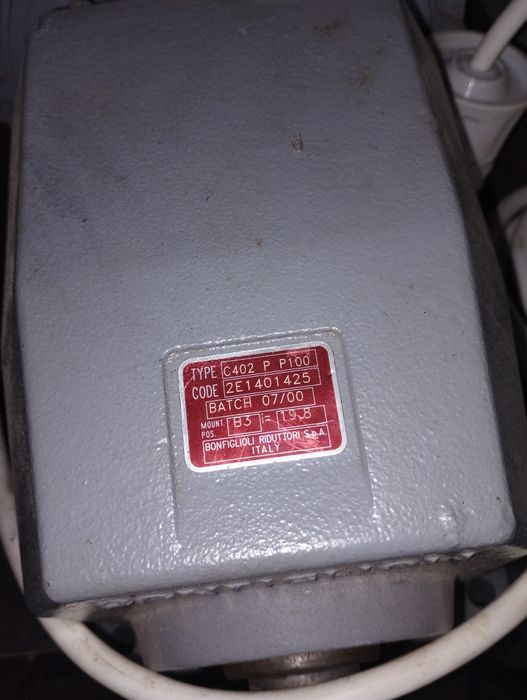 TYPE C402 P P100
CODE 2E1401425
BATCH 07/00
MOUNT. POS. B3 = 19,8
BONFIGLIOLI RIDUTTORI S.p.A.
ITALY